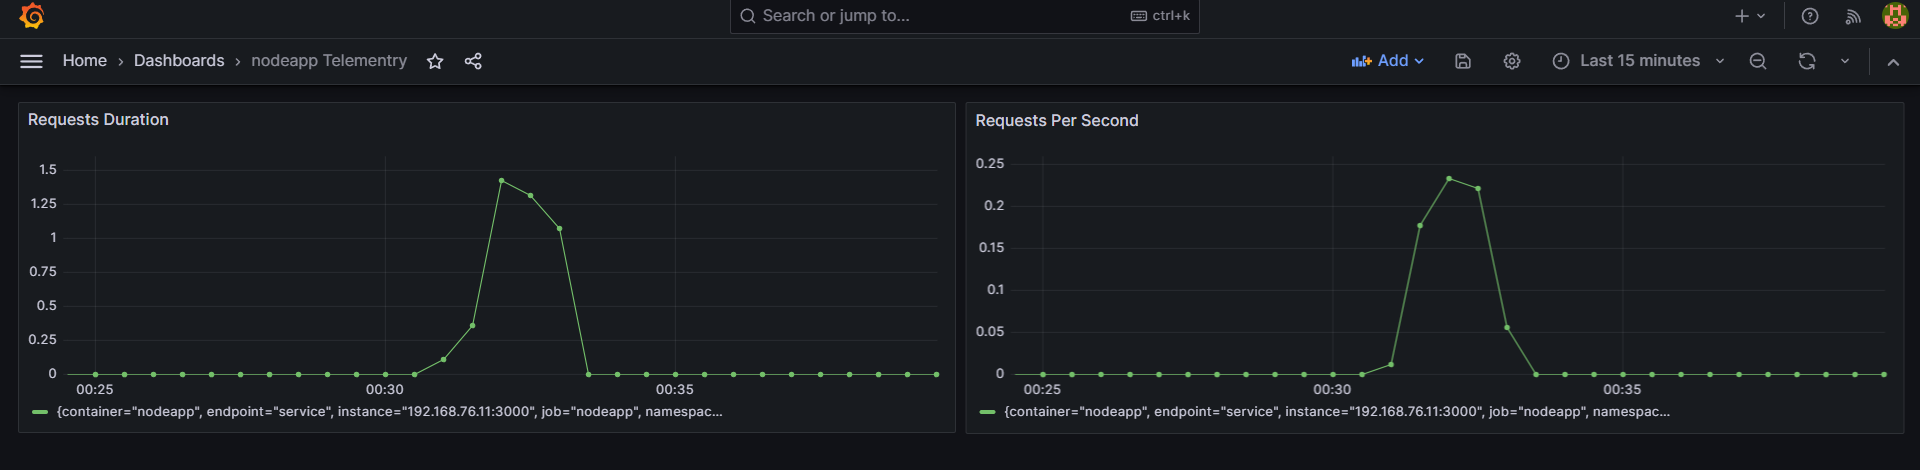 Search or jump to... ctrl+k
Home › Dashboards › nodeapp Telementry Add Last 15 minutes
Requests Duration
1.5
1.25
1
0.75
0.5
0.25
0
00:25 00:30 00:35
{container="nodeapp", endpoint="service", instance="192.168.76.11:3000", job="nodeapp", namespac...
Requests Per Second
0.25
0.2
0.15
0.1
0.05
0
00:25 00:30 00:35
{container="nodeapp", endpoint="service", instance="192.168.76.11:3000", job="nodeapp", namespac...